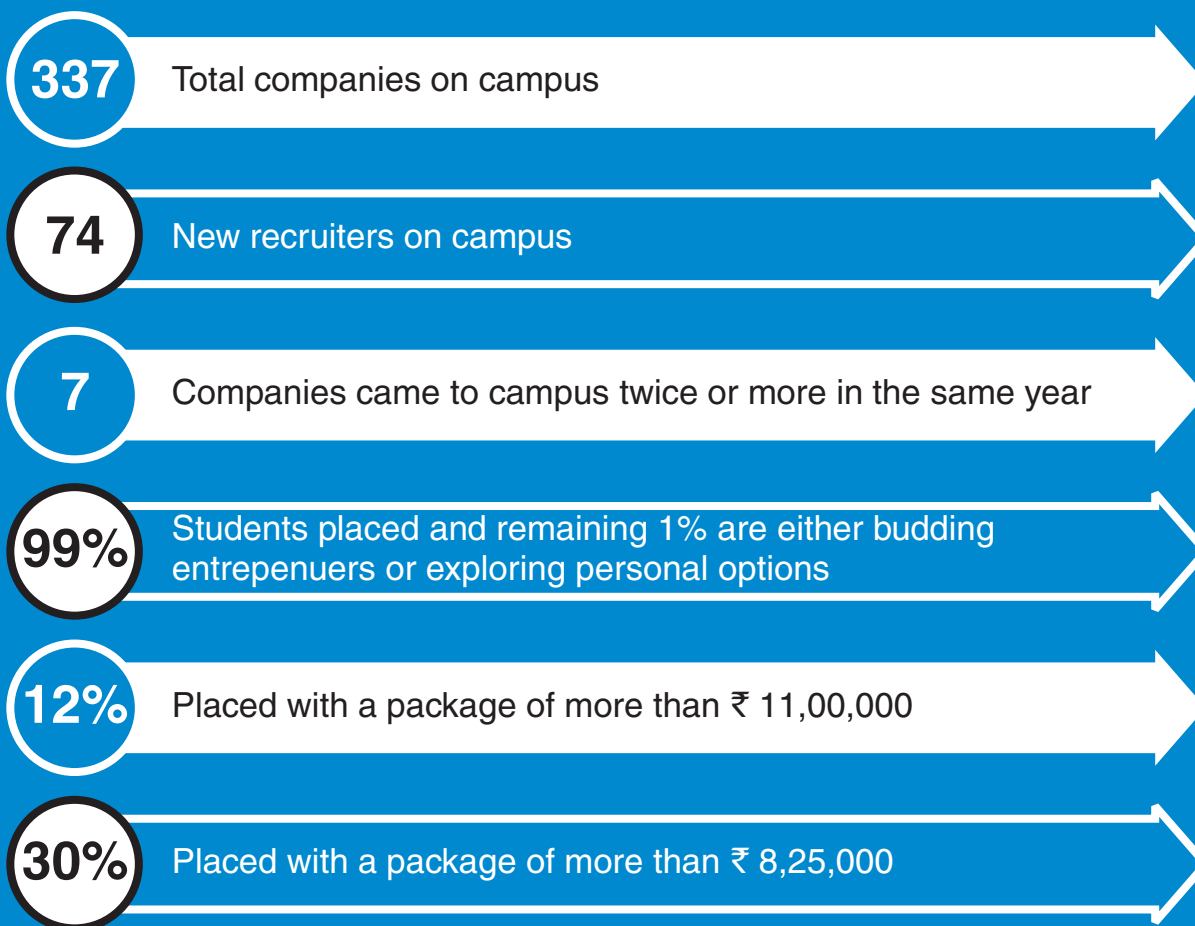 337
Total companies on campus
74
New recruiters on campus
7
Companies came to campus twice or more in the same year
99%
Students placed and remaining 1% are either budding
entrepenuers or exploring personal options
12%
Placed with a package of more than ₹ 11,00,000
30%
Placed with a package of more than ₹ 8,25,000